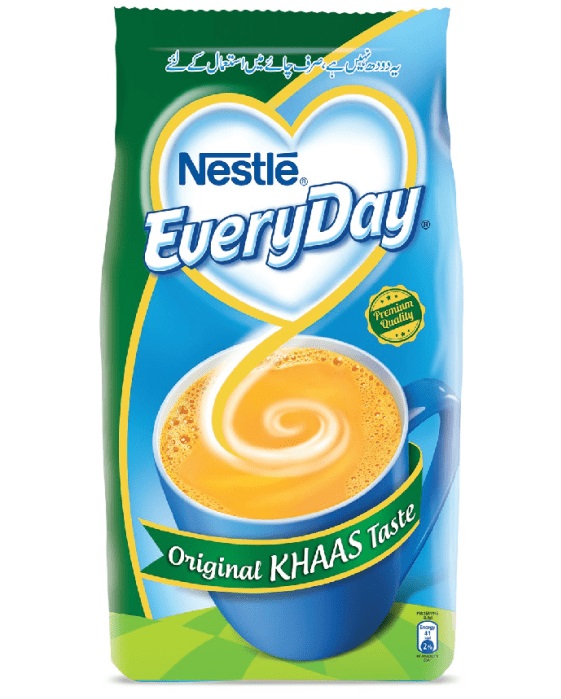 یہ دودھ نہیں ہے، صرف چائے میں استعمال کے لئے
Nestlé®
EveryDay®
Premium
Quality
Original KHAAS Taste
Energy
41
2%